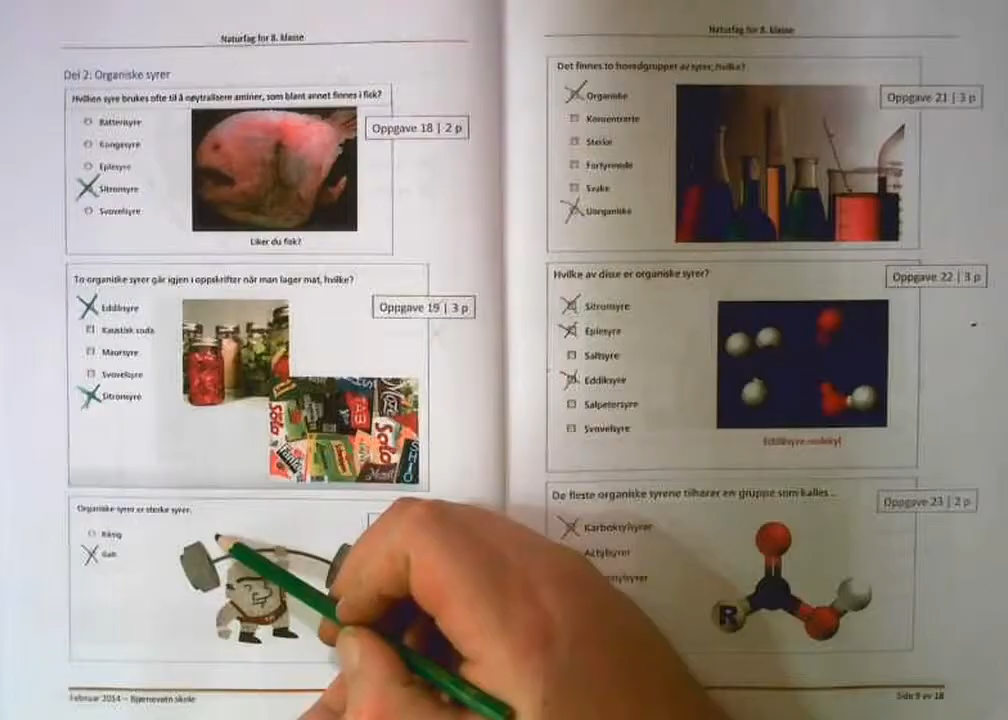 Naturfag for 8. klasse
Del 2: Organiske syrer
Hvilken syre brukes ofte til å nøytralisere aminer, som blant annet finnes i fisk?
Oppgave 18 | 2 p
Batterisyre
Kongesyre
Eplesyre
Sitronsyre
Svovelsyre
Liker du fisk?
To organiske syrer går igjen i oppskrifter når man lager mat, hvilke?
Oppgave 19 | 3 p
Eddiksyre
Kaustisk soda
Maursyre
Svovelsyre
Sitronsyre
Solo
Solo
Organiske syrer er sterke syrer.
Riktig
Galt
Februar 2014 – Bjørnevatn skole
Naturfag for 8. klasse
Det finnes to hovedgrupper av syrer, hvilke?
Oppgave 21 | 3 p
Organiske
Konsentrerte
Sterke
Fortynnede
Svake
Uorganiske
Hvilke av disse er organiske syrer?
Oppgave 22 | 3 p
Sitronsyre
Eplesyre
Saltsyre
Eddiksyre
Salpetersyre
Svovelsyre
Eddiksyre-molekyl
De fleste organiske syrene tilhører en gruppe som kalles ..
Oppgave 23 | 2 p
Karboksylsyrer
R
Side 9 av 18